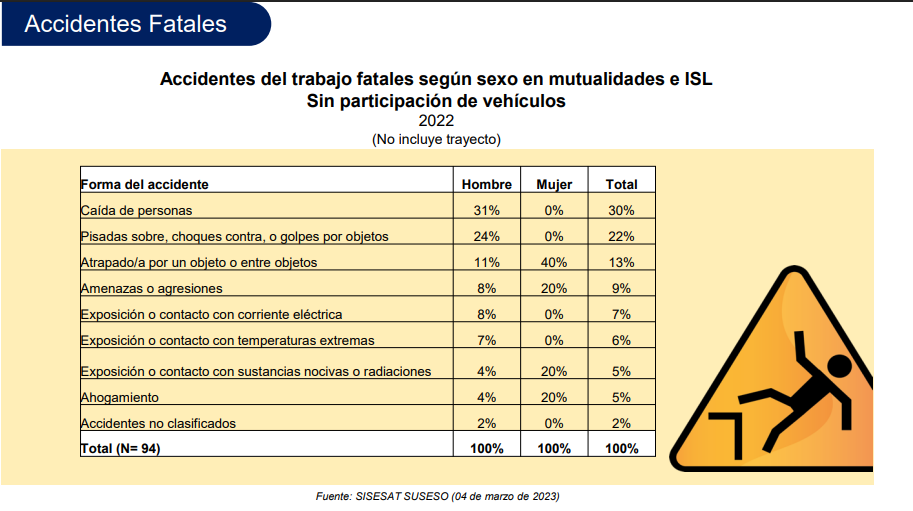 Accidentes Fatales
Accidentes del trabajo fatales según sexo en mutualidades e ISL
Sin participación de vehículos
2022
(No incluye trayecto)
Forma del accidente Hombre Mujer Total
Caída de personas 31% 0% 30%
Pisadas sobre, choques contra, o golpes por objetos 24% 0% 22%
Atrapado/a por un objeto o entre objetos 11% 40% 13%
Amenazas o agresiones 8% 20% 9%
Exposición o contacto con corriente eléctrica 8% 0% 7%
Exposición o contacto con temperaturas extremas 7% 0% 6%
Exposición o contacto con sustancias nocivas o radiaciones 4% 20% 5%
Ahogamiento 4% 20% 5%
Accidentes no clasificados 2% 0% 2%
Total (N= 94) 100% 100% 100%
Fuente: SISESAT SUSESO (04 de marzo de 2023)